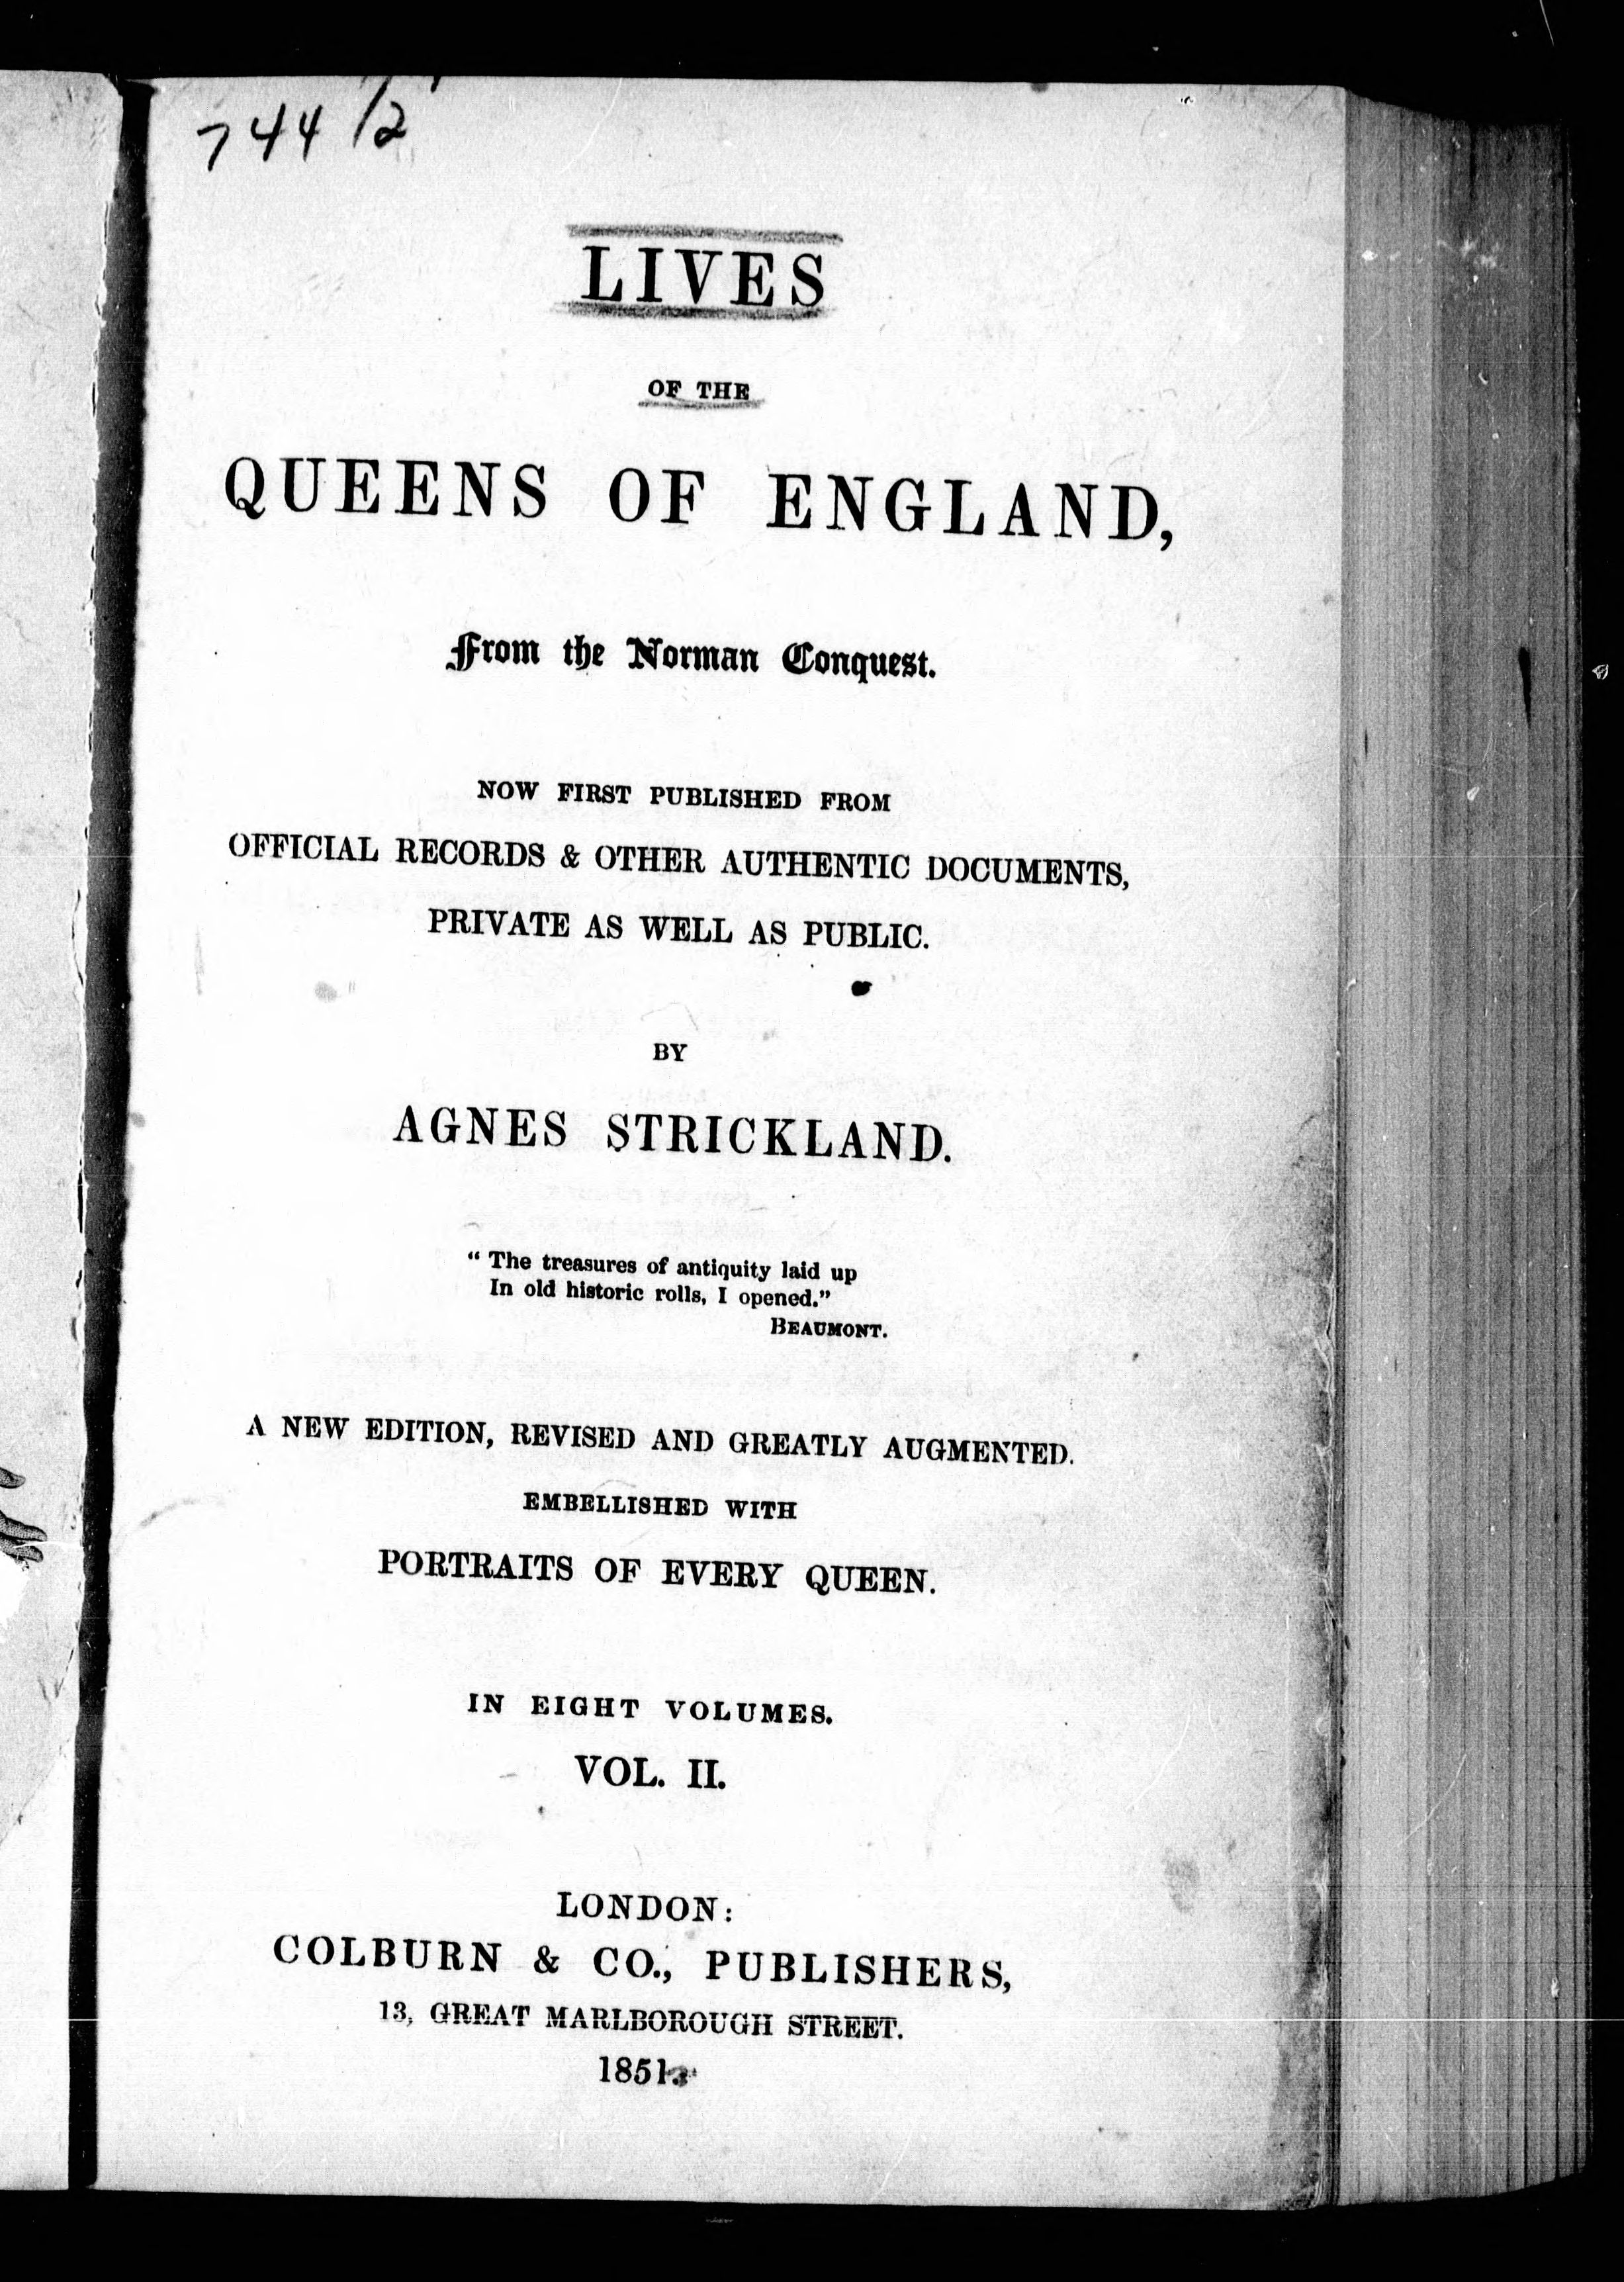 744/2
LIVES
OF THE
QUEENS OF ENGLAND,
From the Norman Conquest.
NOW FIRST PUBLISHED FROM
OFFICIAL RECORDS & OTHER AUTHENTIC DOCUMENTS,
PRIVATE AS WELL AS PUBLIC.
BY
AGNES STRICKLAND.
“ The treasures of antiquity laid up
In old historic rolls, I opened.”
BEAUMONT.
A NEW EDITION, REVISED AND GREATLY AUGMENTED.
EMBELLISHED WITH
PORTRAITS OF EVERY QUEEN.
IN EIGHT VOLUMES.
VOL. II.
LONDON:
COLBURN & CO., PUBLISHERS,
13, GREAT MARLBOROUGH STREET.
1851.